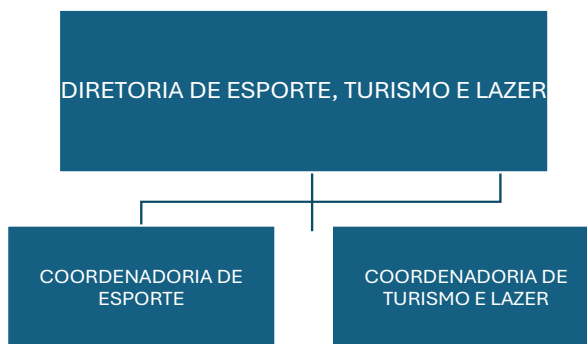 DIRETORIA DE ESPORTE, TURISMO E LAZER
COORDENADORIA DE
ESPORTE
COORDENADORIA DE
TURISMO E LAZER